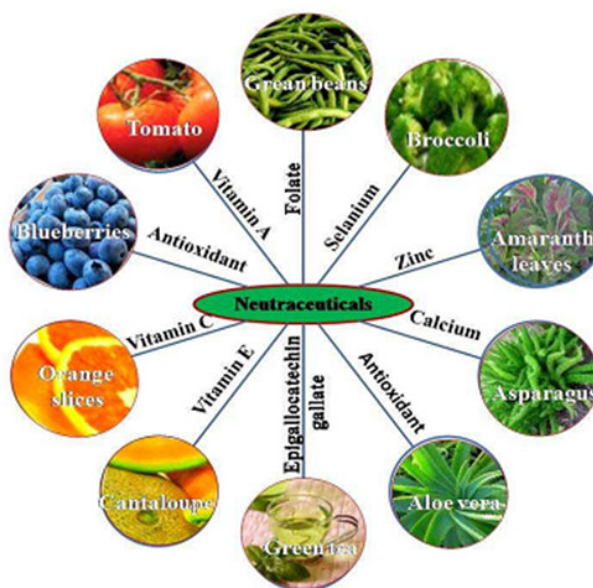 Grean beans
Tomato
Broccoli
Vitamin A
Folate
Selanium
Blueberries
Antioxidant
Zinc
Amaranth
leaves
Neutraceuticals
Vitamin C
Calcium
Orange
slices
Vitamin E
Epigallocatechin
gallate
Antioxidant
Asparagus
Cantaloupe
Green tea
Aloe vera